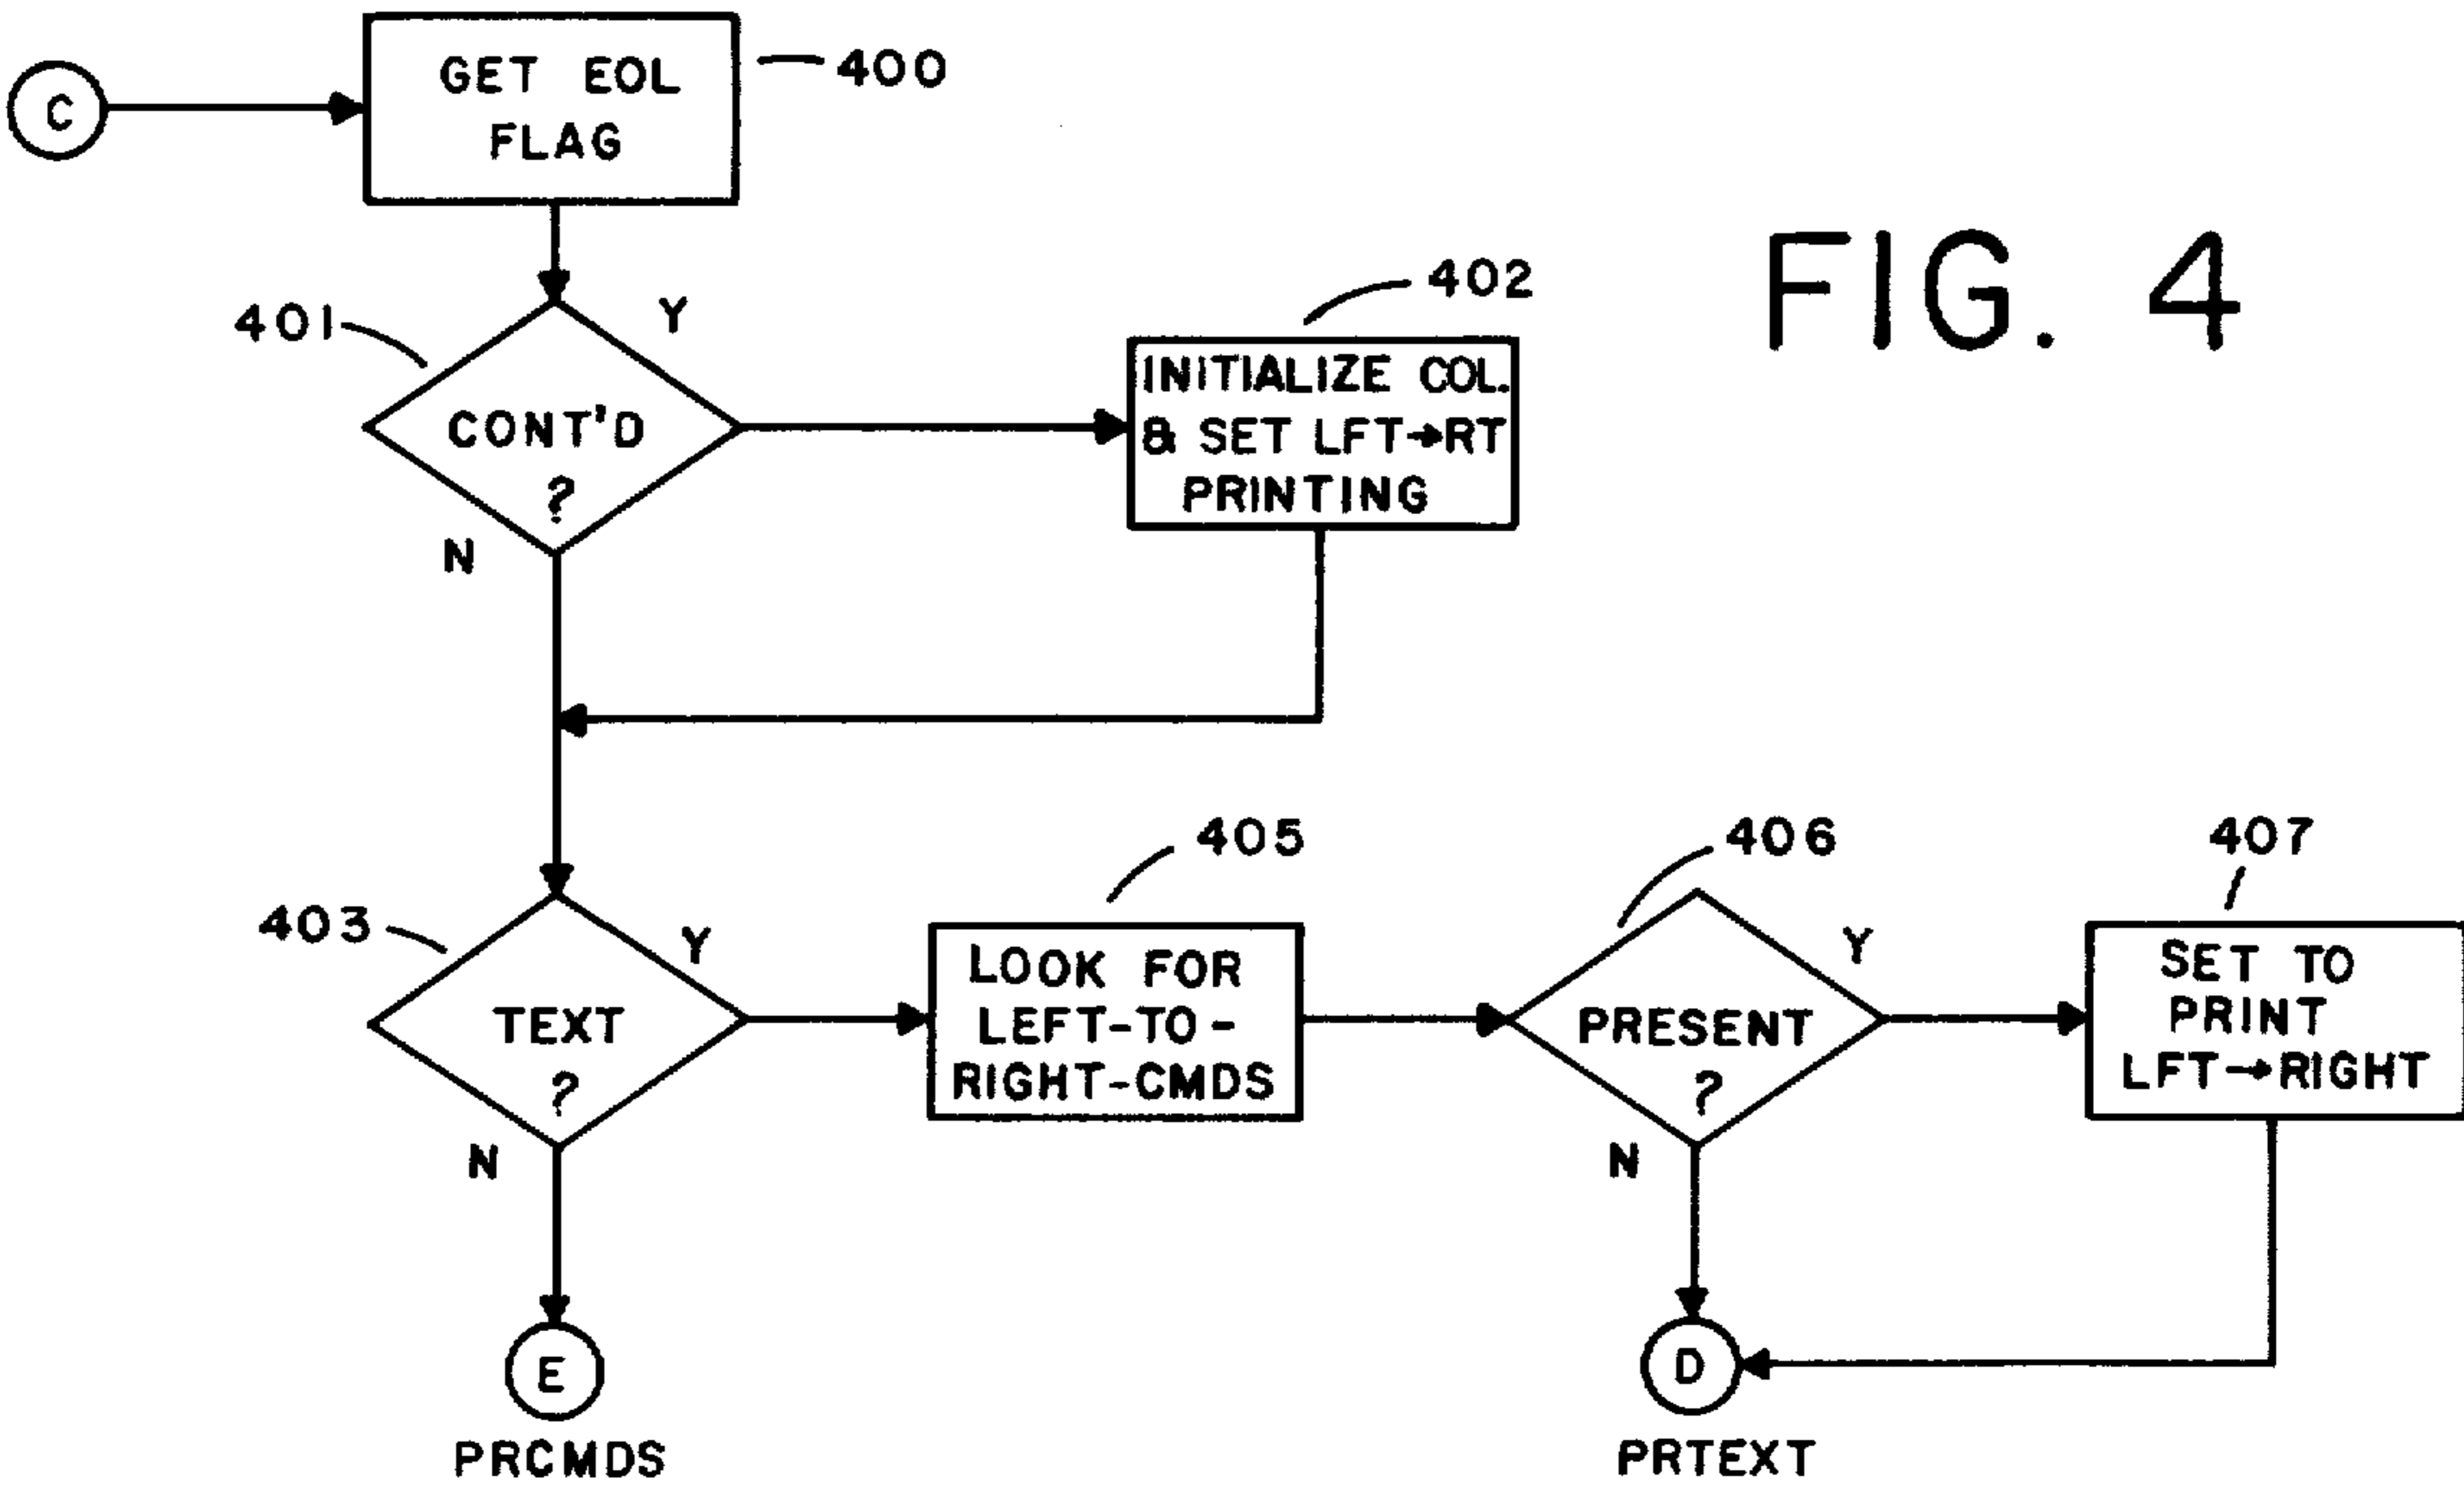 C
GET EOL
FLAG
400
FIG. 4
401
Y
CONT'D
?
N
402
INITIALIZE COL.
& SET LFT→RT
PRINTING
403
Y
TEXT
?
N
405
LOOK FOR
LEFT-TO-
RIGHT-CMDS
406
Y
PRESENT
?
N
407
SET TO
PRINT
LFT→RIGHT
E
PRCMDS
D
PRTEXT